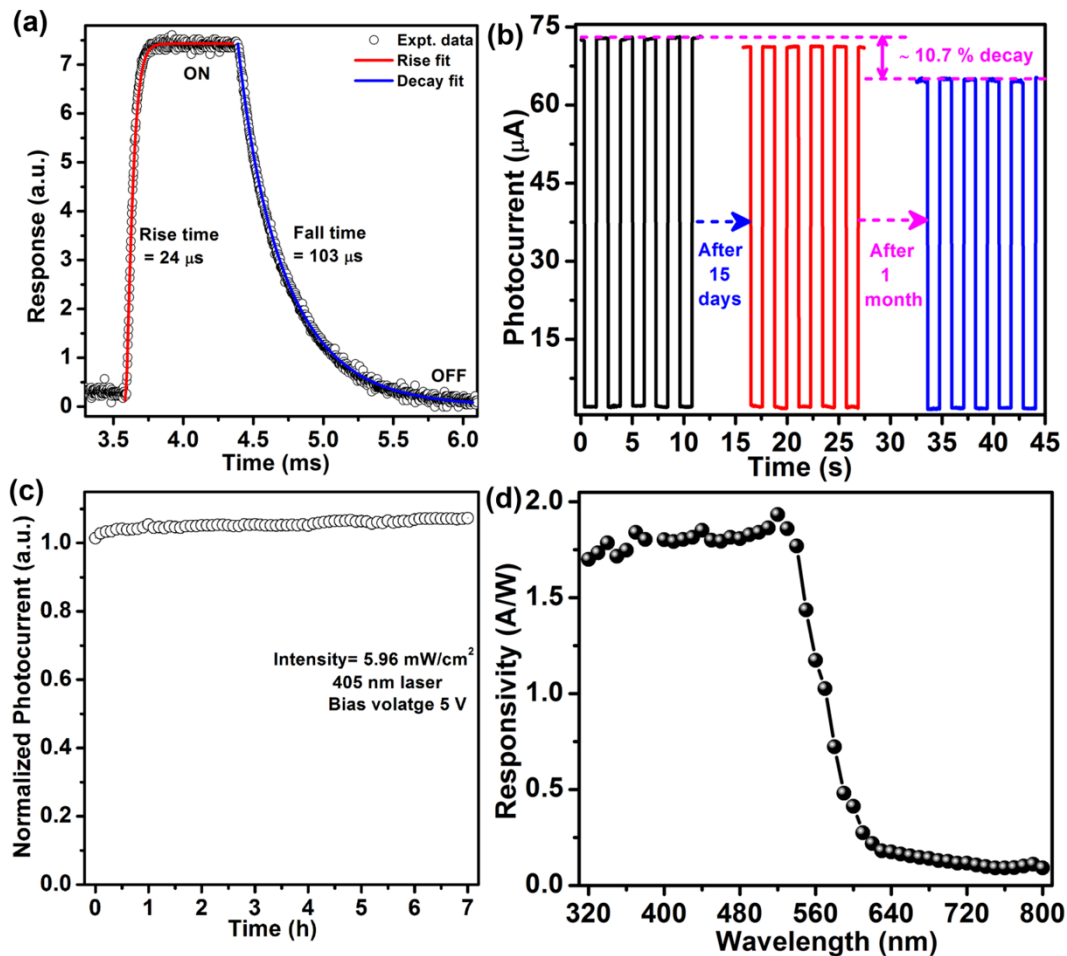 (a)
Response (a.u.)
7
6
5
4
3
2
1
0
Expt. data
Rise fit
Decay fit
ON
Rise time
= 24 μs
Fall time
= 103 μs
OFF
3.5 4.0 4.5 5.0 5.5 6.0
Time (ms)
(b)
Photocurrent (μA)
75
60
45
30
15
~ 10.7 % decay
After
15
days
After
1
month
0 5 10 15 20 25 30 35 40 45
Time (s)
(c)
Normalized Photocurrent (a.u.)
1.0
0.8
0.6
0.4
0.2
0.0
Intensity= 5.96 mW/cm²
405 nm laser
Bias volatge 5 V
0 1 2 3 4 5 6 7
Time (h)
(d)
Responsivity (A/W)
2.0
1.5
1.0
0.5
0.0
320 400 480 560 640 720 800
Wavelength (nm)